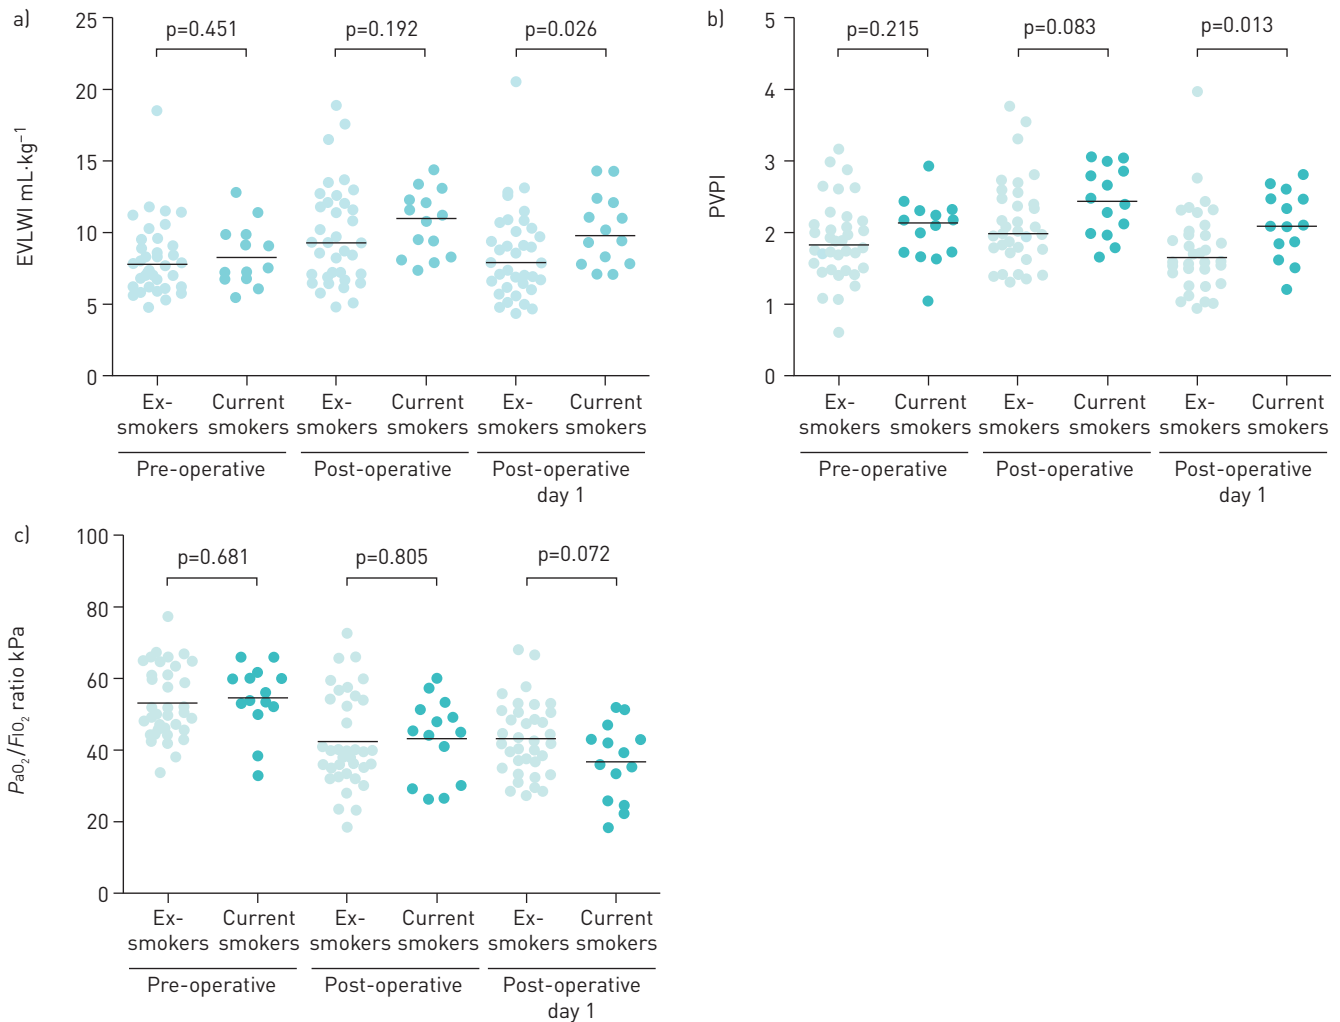 a)
EVLWI mL·kg⁻¹
25
20
15
10
5
0
p=0.451
p=0.192
p=0.026
Ex-
smokers
Current
smokers
Ex-
smokers
Current
smokers
Ex-
smokers
Current
smokers
Pre-operative
Post-operative
Post-operative
day 1
b)
PVPI
5
4
3
2
1
0
p=0.215
p=0.083
p=0.013
Ex-
smokers
Current
smokers
Ex-
smokers
Current
smokers
Ex-
smokers
Current
smokers
Pre-operative
Post-operative
Post-operative
day 1
c)
PaO₂/FIO₂ ratio kPa
100
80
60
40
20
0
p=0.681
p=0.805
p=0.072
Ex-
smokers
Current
smokers
Ex-
smokers
Current
smokers
Ex-
smokers
Current
smokers
Pre-operative
Post-operative
Post-operative
day 1